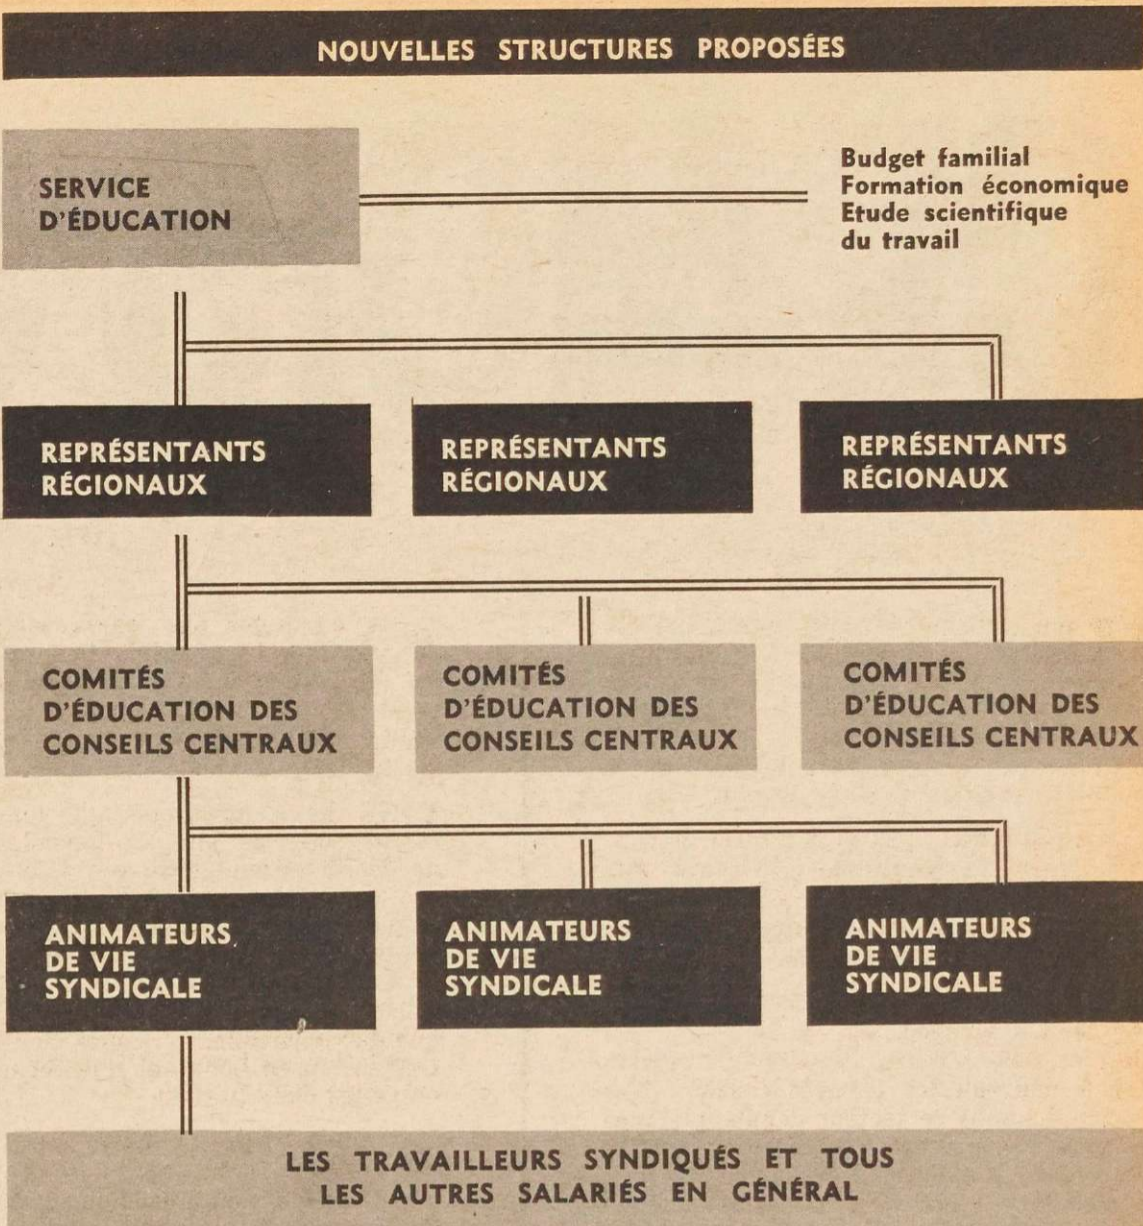 NOUVELLES STRUCTURES PROPOSÉES
SERVICE
D'ÉDUCATION
Budget familial
Formation économique
Etude scientifique
du travail
REPRÉSENTANTS
RÉGIONAUX
REPRÉSENTANTS
RÉGIONAUX
REPRÉSENTANTS
RÉGIONAUX
COMITÉS
D'ÉDUCATION DES
CONSEILS CENTRAUX
COMITÉS
D'ÉDUCATION DES
CONSEILS CENTRAUX
COMITÉS
D'ÉDUCATION DES
CONSEILS CENTRAUX
ANIMATEURS
DE VIE
SYNDICALE
ANIMATEURS
DE VIE
SYNDICALE
ANIMATEURS
DE VIE
SYNDICALE
LES TRAVAILLEURS SYNDIQUÉS ET TOUS
LES AUTRES SALARIÉS EN GÉNÉRAL